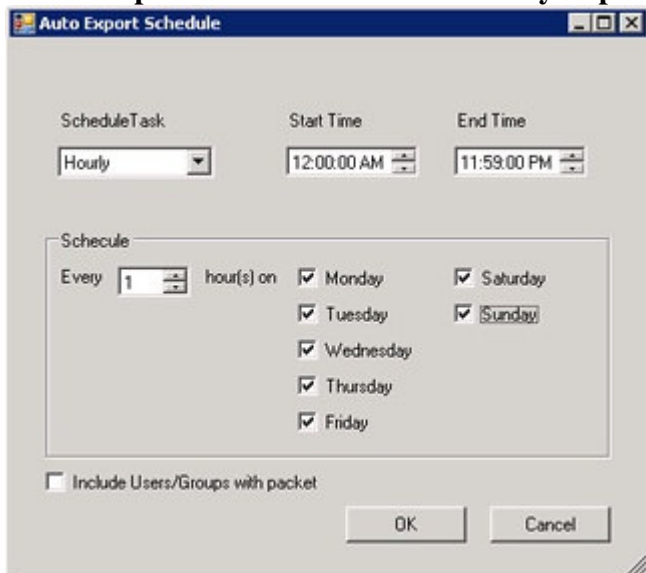 Auto Export Schedule
ScheduleTask Start Time End Time
Hourly 12:00:00 AM 11:59:00 PM
Schecule
Every 1 hour(s) on Monday Saturday
Tuesday Sunday
Wednesday
Thursday
Friday
Include Users/Groups with packet
OK Cancel